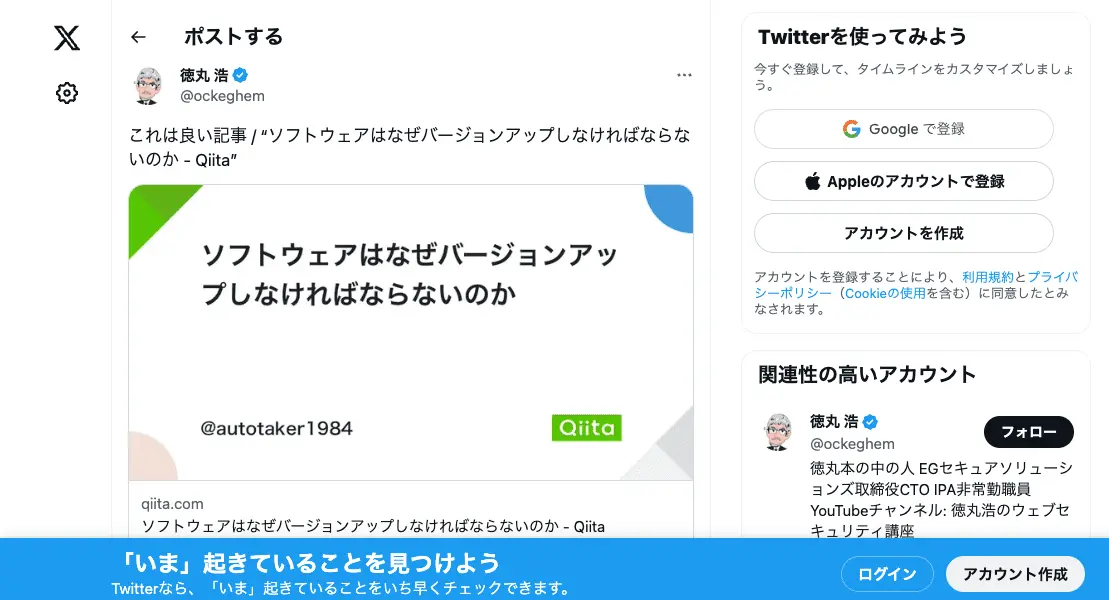 ポストする
徳丸 浩
@ockeghem
これは良い記事 / “ソフトウェアはなぜバージョンアップしなければならな
いのか - Qiita”
ソフトウェアはなぜバージョンアッ
プしなければならないのか
@autotaker1984
Qiita
qiita.com
ソフトウェアはなぜバージョンアップしなければならないのか - Qiita
Twitterを使ってみよう
今すぐ登録して、タイムラインをカスタマイズしましょ
う。
Google で登録
Appleのアカウントで登録
アカウントを作成
アカウントを登録することにより、利用規約とプライバ
シーポリシー（Cookieの使用を含む）に同意したとみ
なされます。
関連性の高いアカウント
徳丸 浩
@ockeghem
フォロー
徳丸本の中の人 EGセキュアソリューシ
ョンズ取締役CTO IPA非常勤職員
YouTubeチャンネル: 徳丸浩のウェブセ
キュリティ講座
「いま」起きていることを見つけよう
Twitterなら、「いま」起きていることをいち早くチェックできます。
ログイン
アカウント作成